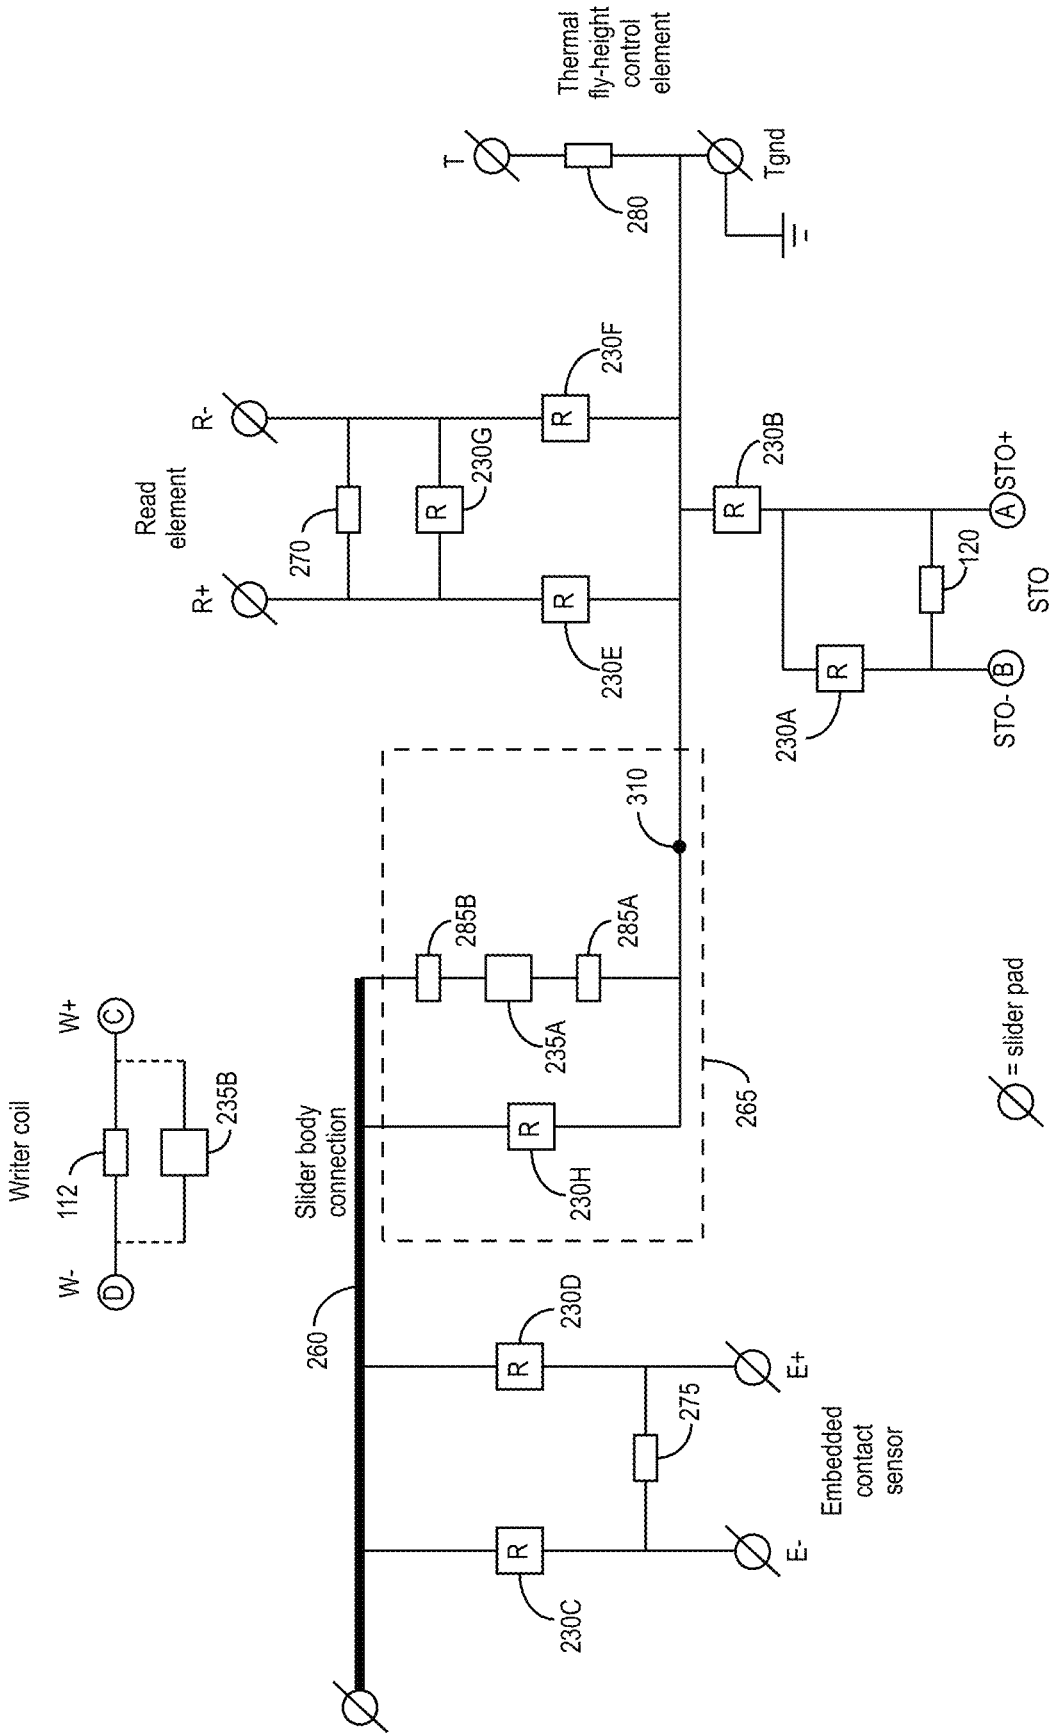 Writer coil
W-
W+
D
C
112
235B
Slider body
connection
260
Read
element
R+
R-
270
R
230G
R
230E
R
230F
T
280
Thermal
fly-height
control
element
Tgnd
285B
235A
285A
R
230H
310
265
R
230C
R
230D
275
E-
E+
Embedded
contact
sensor
R
230B
R
230A
120
STO-
B
A
STO+
STO
= slider pad